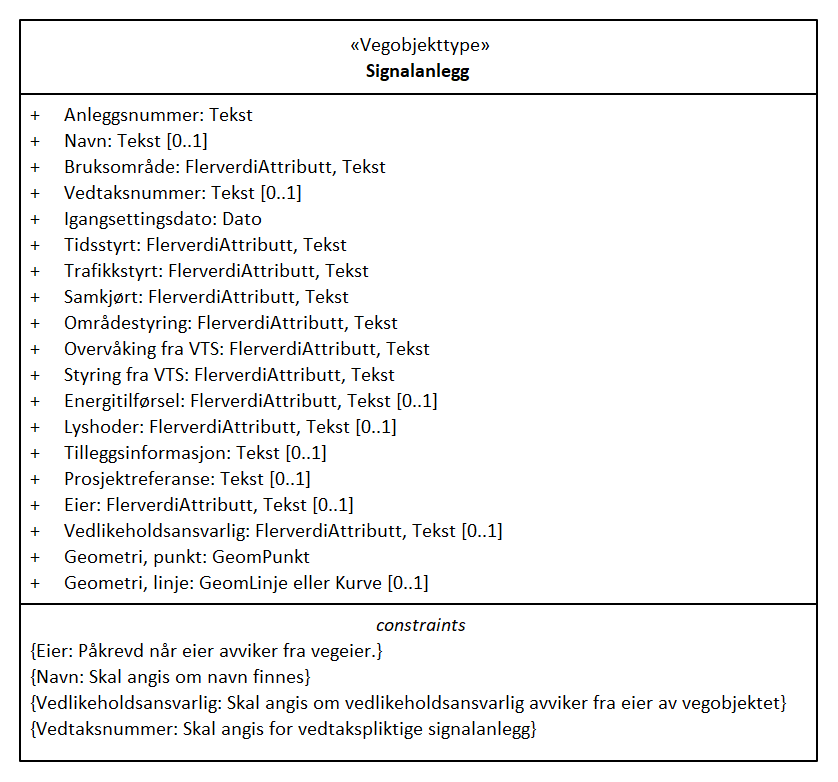 «Vegobjekttype»
Signalanlegg
+ Anleggsnummer: Tekst
+ Navn: Tekst [0..1]
+ Bruksområde: FlerverdiAttributt, Tekst
+ Vedtaksnummer: Tekst [0..1]
+ Igangsettingsdato: Dato
+ Tidsstyrt: FlerverdiAttributt, Tekst
+ Trafikkstyrt: FlerverdiAttributt, Tekst
+ Samkjørt: FlerverdiAttributt, Tekst
+ Områdestyring: FlerverdiAttributt, Tekst
+ Overvåking fra VTS: FlerverdiAttributt, Tekst
+ Styring fra VTS: FlerverdiAttributt, Tekst
+ Energitilførsel: FlerverdiAttributt, Tekst [0..1]
+ Lyshoder: FlerverdiAttributt, Tekst [0..1]
+ Tilleggsinformasjon: Tekst [0..1]
+ Prosjektreferanse: Tekst [0..1]
+ Eier: FlerverdiAttributt, Tekst [0..1]
+ Vedlikeholdsansvarlig: FlerverdiAttributt, Tekst [0..1]
+ Geometri, punkt: GeomPunkt
+ Geometri, linje: GeomLinje eller Kurve [0..1]
constraints
{Eier: Påkrevd når eier avviker fra vegeier.}
{Navn: Skal angis om navn finnes}
{Vedlikeholdsansvarlig: Skal angis om vedlikeholdsansvarlig avviker fra eier av vegobjektet}
{Vedtaksnummer: Skal angis for vedtakspliktige signalanlegg}